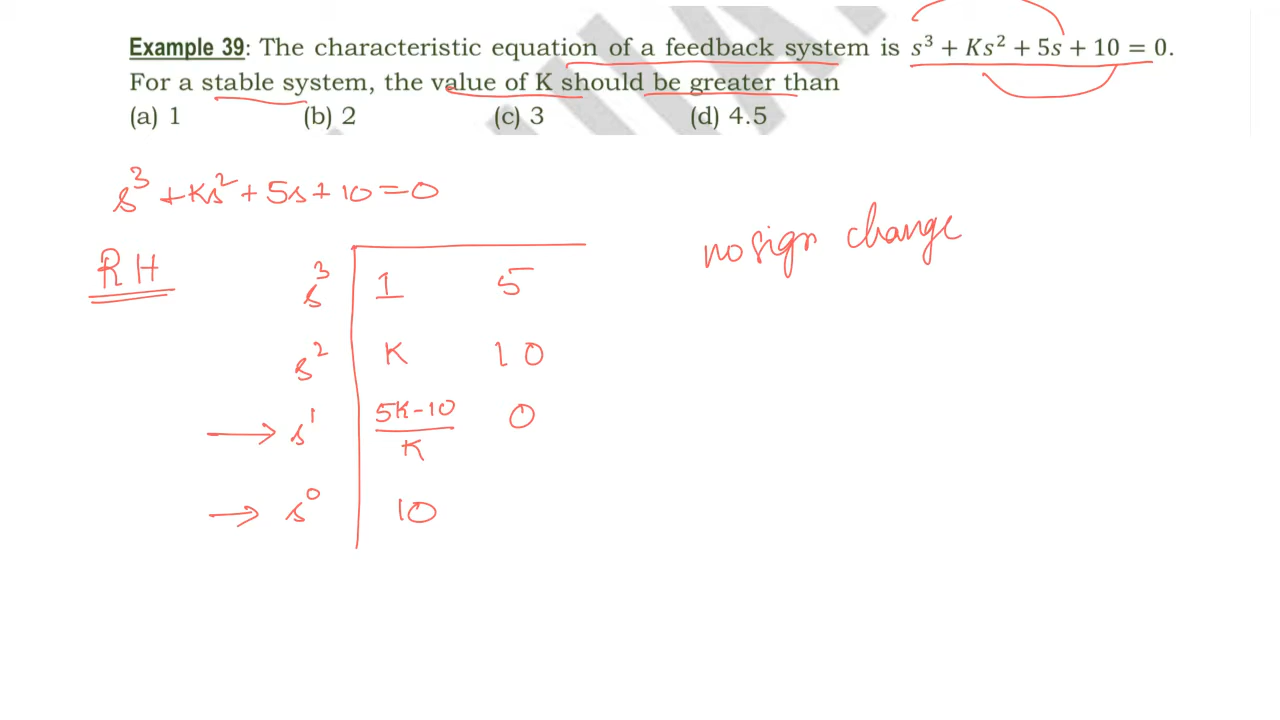 Example 39: The characteristic equation of a feedback system is s³ + Ks² + 5s + 10 = 0.
For a stable system, the value of K should be greater than
(a) 1 (b) 2 (c) 3 (d) 4.5
s³ + Ks² + 5s + 10 = 0
no sign change
RH
s³ 1 5
s² K 10
→ s¹ (5K-10)/K 0
→ s⁰ 10